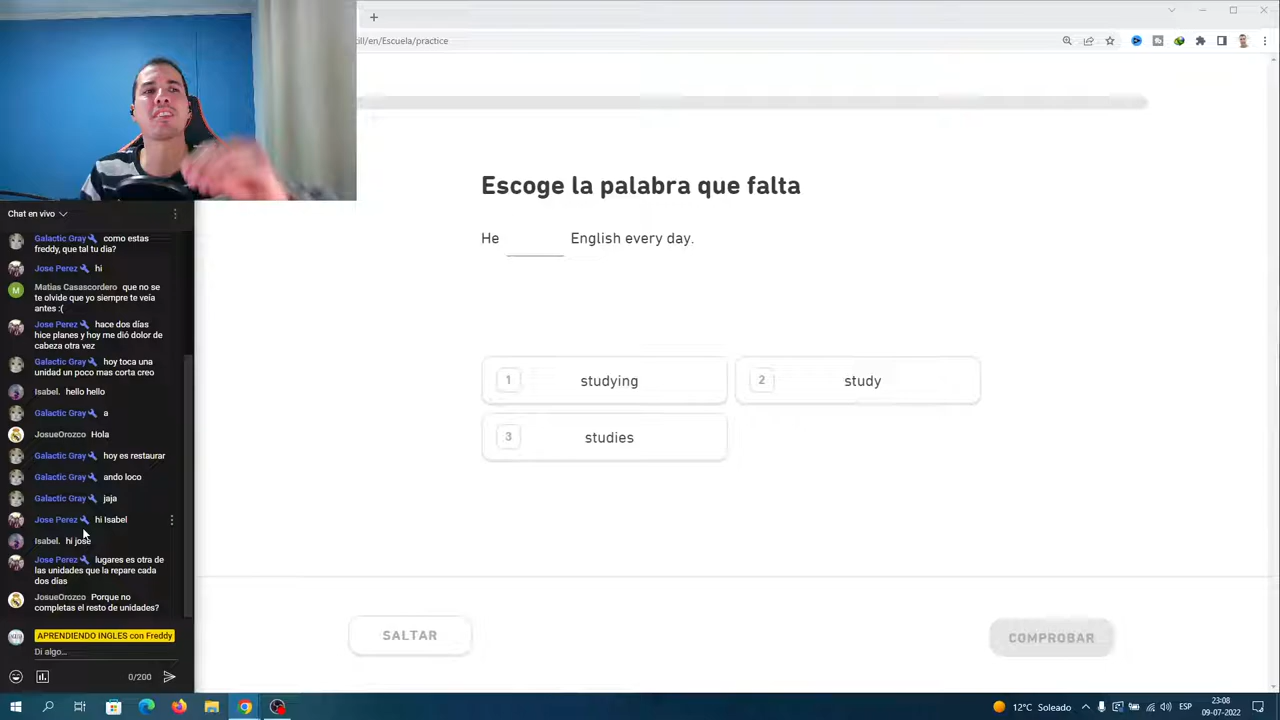 ill/en/Escuela/practice
Chat en vivo
Galactic Gray como estas
freddy, que tal tu dia?
Jose Perez hi
M
Matias Casascordero que no se
te olvide que yo siempre te veía
antes :(
Jose Perez hace dos días
hice planes y hoy me dió dolor de
cabeza otra vez
Galactic Gray hoy toca una
unidad un poco mas corta creo
Isabel. hello hello
Galactic Gray a
JosueOrozco Hola
Galactic Gray hoy es restaurar
Galactic Gray ando loco
Galactic Gray jaja
Jose Perez hi Isabel
Isabel. hi jose
Jose Perez lugares es otra de
las unidades que la repare cada
dos días
JosueOrozco Porque no
completas el resto de unidades?
APRENDIENDO INGLES con Freddy
Di algo...
0/200
Escoge la palabra que falta
He ______ English every day.
1 studying
2 study
3 studies
SALTAR
COMPROBAR
12°C Soleado
ESP
23:08
09-07-2022